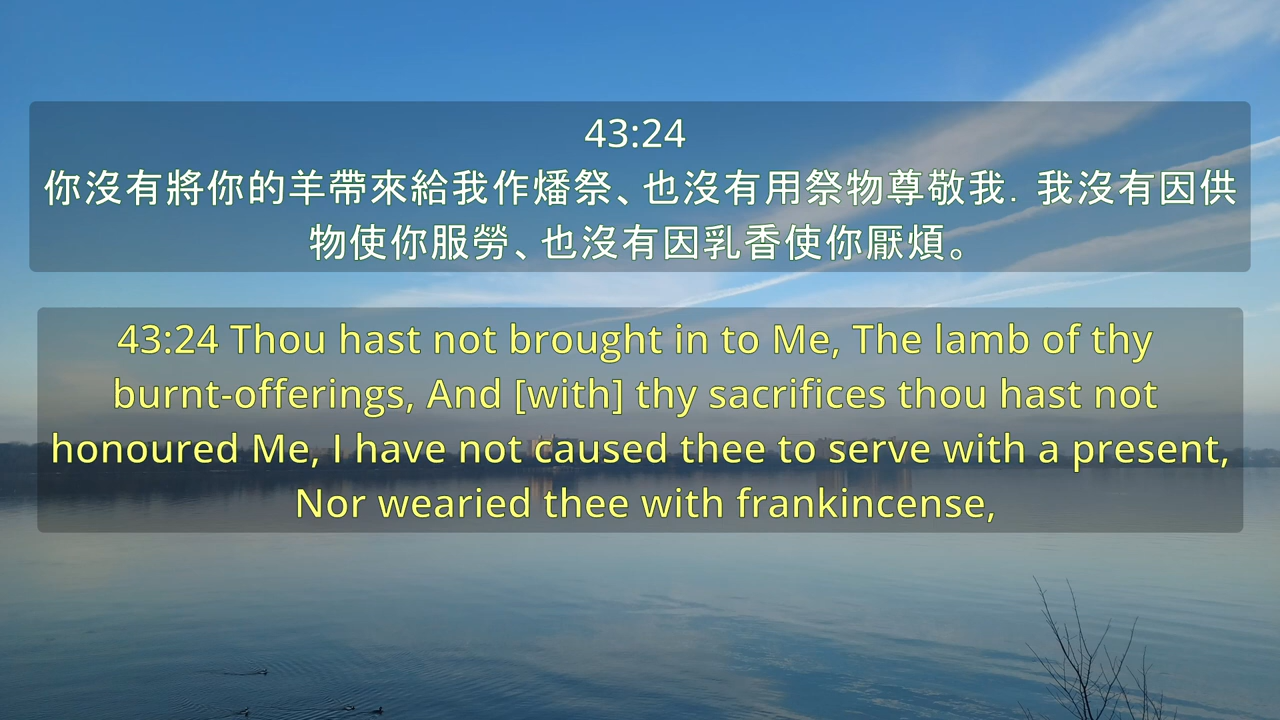 43:24
你沒有將你的羊帶來給我作燔祭、也沒有用祭物尊敬我．我沒有因供
物使你服勞、也沒有因乳香使你厭煩。
43:24 Thou hast not brought in to Me, The lamb of thy
burnt-offerings, And [with] thy sacrifices thou hast not
honoured Me, I have not caused thee to serve with a present,
Nor wearied thee with frankincense,